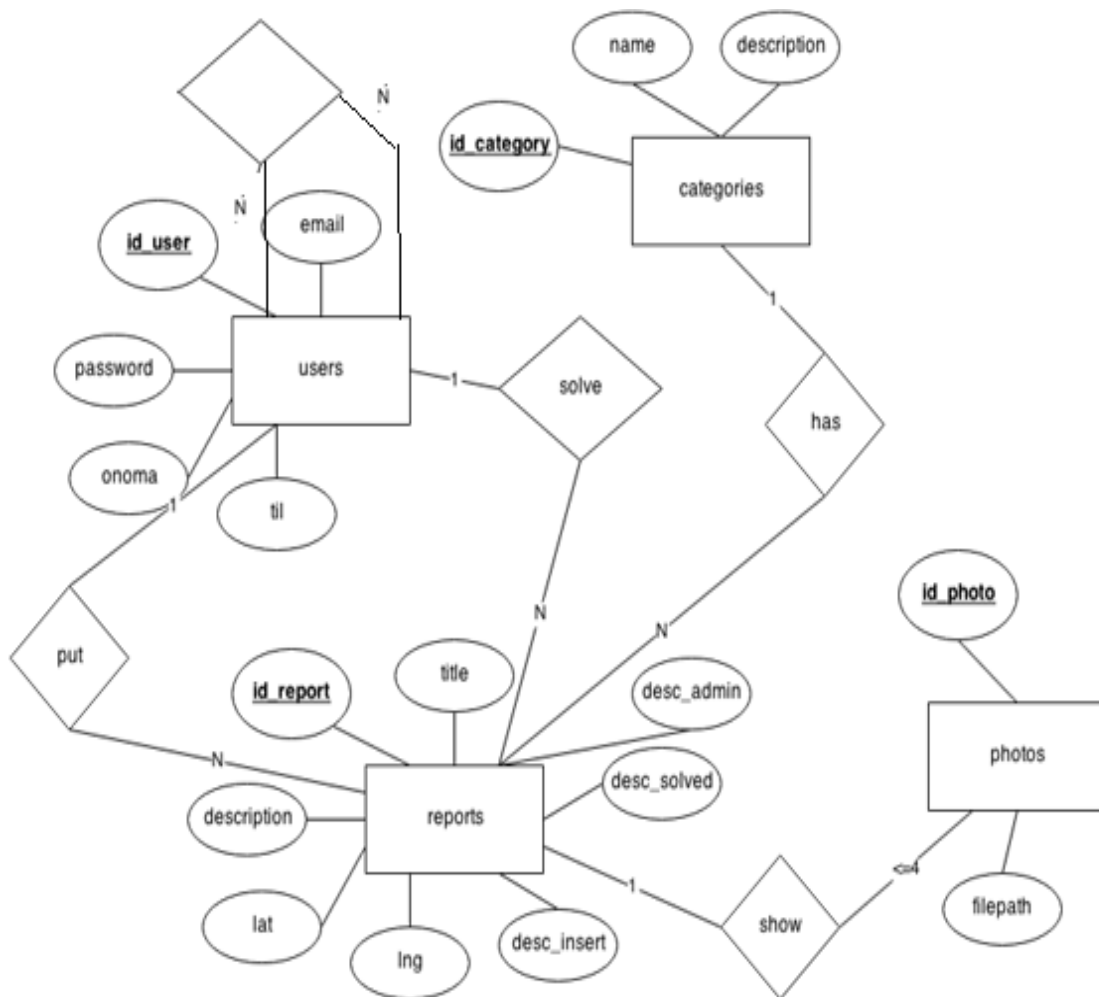 name
description
N
id_category
categories
N
email
id_user
1
users
password
solve
1
has
onoma
1
til
id_photo
N
N
put
title
id_report
desc_admin
N
photos
desc_solved
description
reports
<=4
1
filepath
lat
show
desc_insert
lng